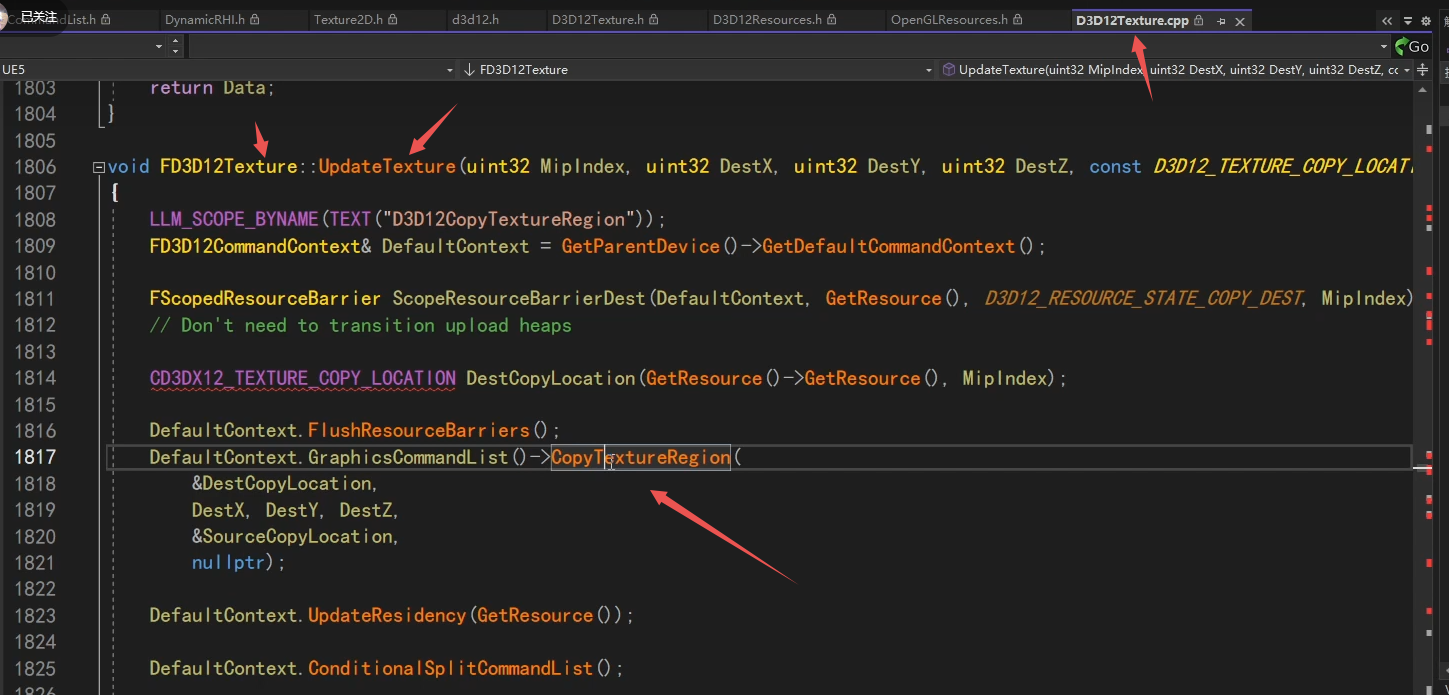 已关注
List.h DynamicRHI.h Texture2D.h d3d12.h D3D12Texture.h D3D12Resources.h OpenGLResources.h D3D12Texture.cpp
Go
UE5 FD3D12Texture UpdateTexture(uint32 MipIndex, uint32 DestX, uint32 DestY, uint32 DestZ, cc
1803 return Data;
1804 }
1805
1806 void FD3D12Texture::UpdateTexture(uint32 MipIndex, uint32 DestX, uint32 DestY, uint32 DestZ, const D3D12_TEXTURE_COPY_LOCATI
1807 {
1808 LLM_SCOPE_BYNAME(TEXT("D3D12CopyTextureRegion"));
1809 FD3D12CommandContext& DefaultContext = GetParentDevice()->GetDefaultCommandContext();
1810
1811 FScopedResourceBarrier ScopeResourceBarrierDest(DefaultContext, GetResource(), D3D12_RESOURCE_STATE_COPY_DEST, MipIndex)
1812 // Don't need to transition upload heaps
1813
1814 CD3DX12_TEXTURE_COPY_LOCATION DestCopyLocation(GetResource()->GetResource(), MipIndex);
1815
1816 DefaultContext.FlushResourceBarriers();
1817 DefaultContext.GraphicsCommandList()->CopyTextureRegion(
1818 &DestCopyLocation,
1819 DestX, DestY, DestZ,
1820 &SourceCopyLocation,
1821 nullptr);
1822
1823 DefaultContext.UpdateResidency(GetResource());
1824
1825 DefaultContext.ConditionalSplitCommandList();
1826